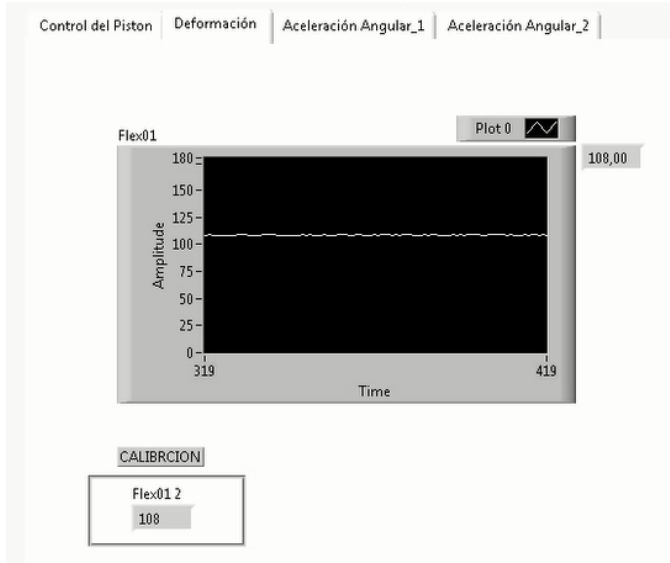 Control del Piston Deformación Aceleración Angular_1 Aceleración Angular_2
Flex01
Plot 0
108,00
180
150
125
100
75
50
25
0
Amplitude
319 419
Time
CALIBRCION
Flex01 2
108